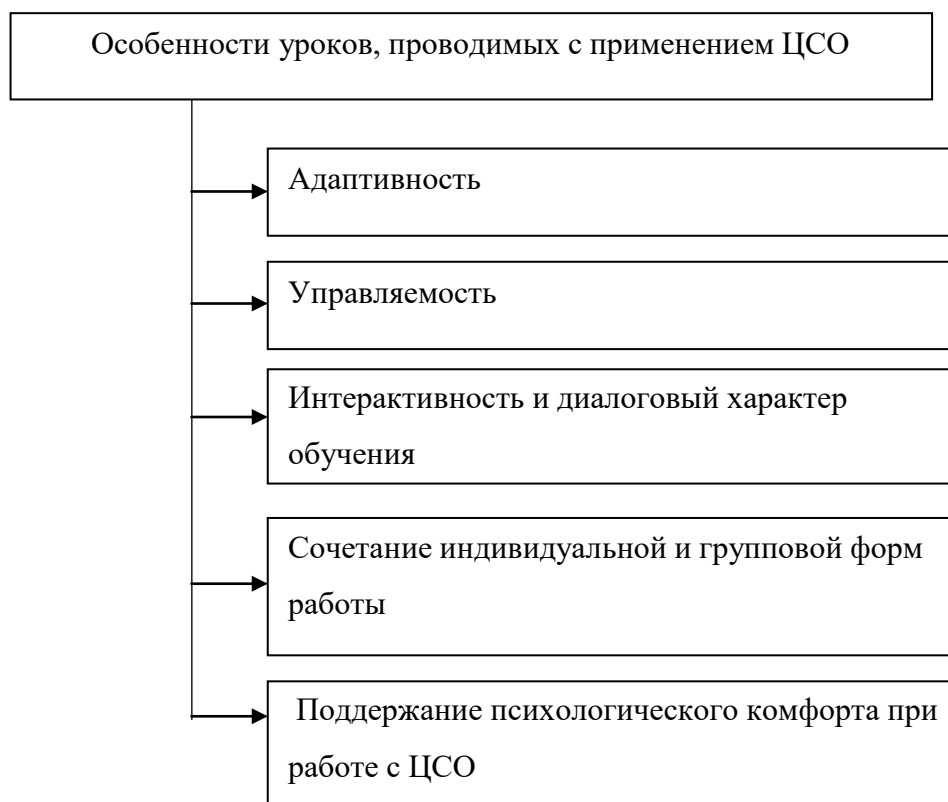 Особенности уроков, проводимых с применением ЦСО
Адаптивность
Управляемость
Интерактивность и диалоговый характер
обучения
Сочетание индивидуальной и групповой форм
работы
Поддержание психологического комфорта при
работе с ЦСО